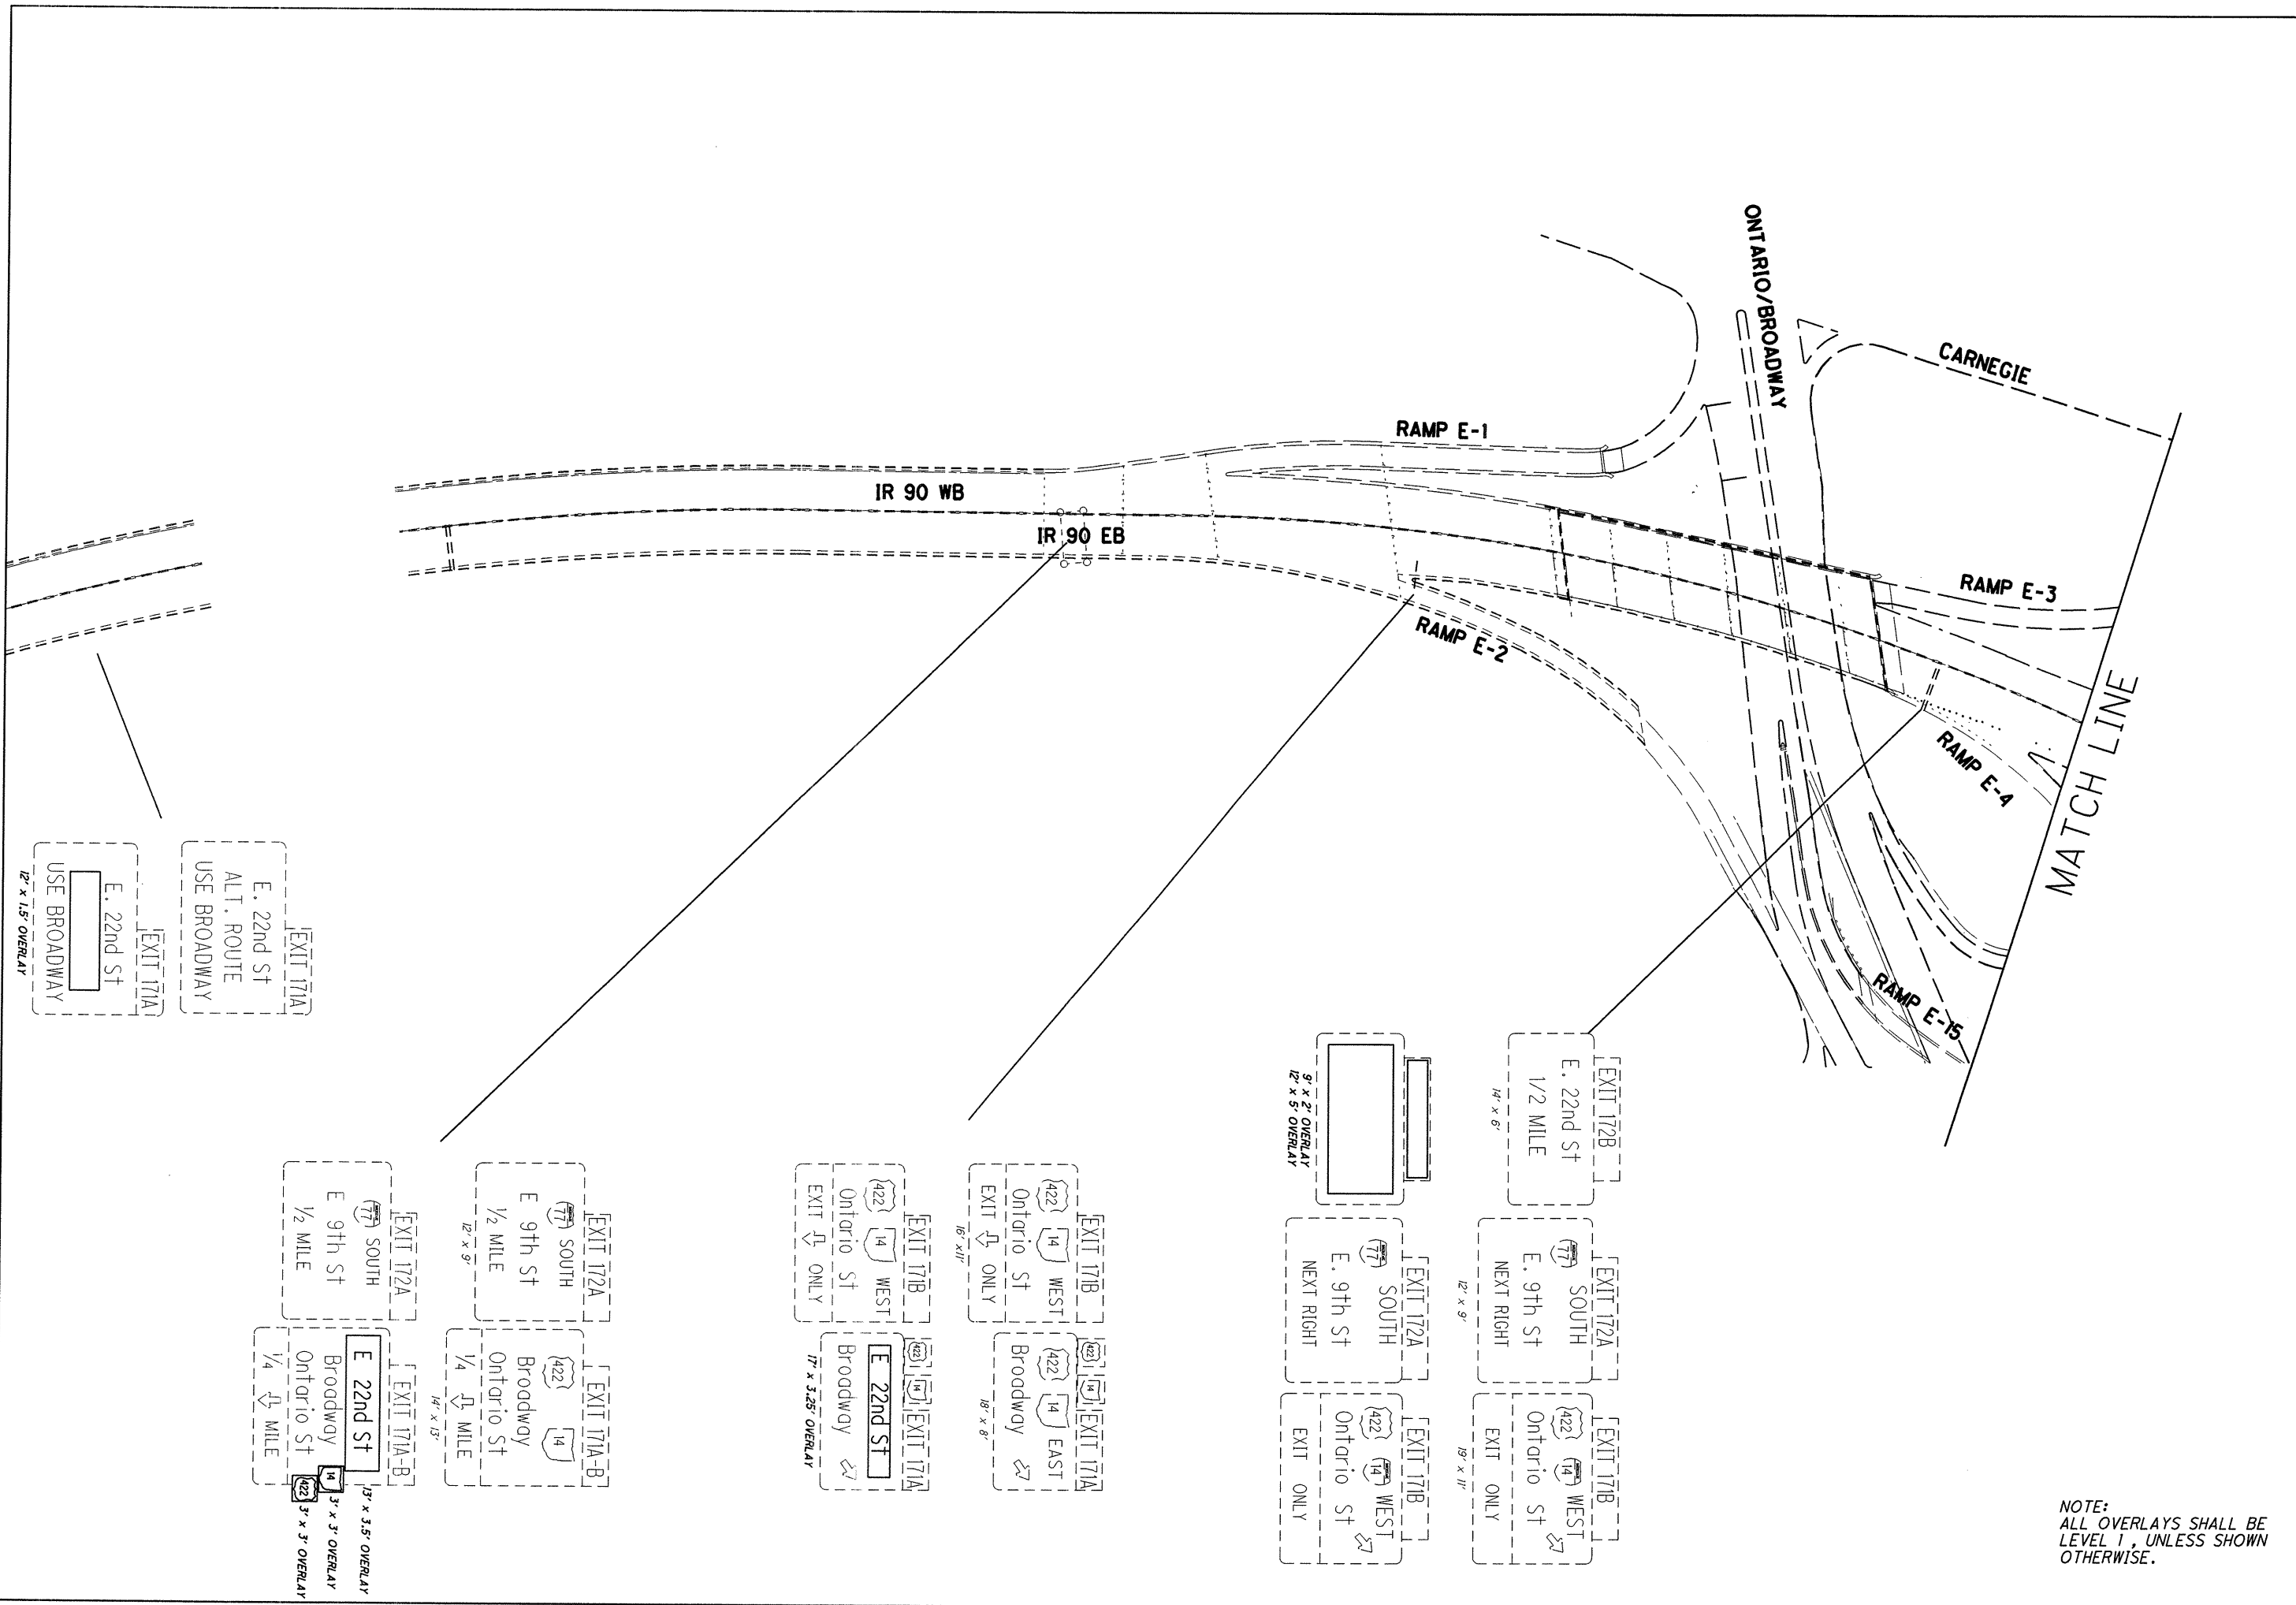 ONTARIO/BROADWAY
CARNEGIE
RAMP E-1
IR 90 WB
IR 90 EB
RAMP E-3
RAMP E-2
RAMP E-4
MATCH LINE
RAMP E-15
EXIT 171A
E. 22nd St
ALT. ROUTE
USE BROADWAY
EXIT 171A
E. 22nd St
USE BROADWAY
12' x 1.5' OVERLAY
EXIT 172A
77 SOUTH
E 9th St
1/2 MILE
12' x 9'
EXIT 171A-B
422 14
Broadway
Ontario St
1/4 MILE
14' x 13'
EXIT 172A
77 SOUTH
E 9th St
1/2 MILE
EXIT 171A-B
E 22nd St
Broadway
Ontario St
1/4 MILE
14
422
13' x 3.5' OVERLAY
3' x 3' OVERLAY
3' x 3' OVERLAY
EXIT 171B
422 14 WEST
Ontario St
EXIT ONLY
16' x 11'
422 14 EXIT 171A
422 14 EAST
Broadway
18' x 8'
EXIT 171B
422 14 WEST
Ontario St
EXIT ONLY
422 14 EXIT 171A
E 22nd St
Broadway
17' x 3.25' OVERLAY
EXIT 172B
E. 22nd St
1/2 MILE
14' x 6'
EXIT 172A
77 SOUTH
E. 9th St
NEXT RIGHT
12' x 9'
EXIT 171B
422 14 WEST
Ontario St
EXIT ONLY
19' x 11'
9' x 2' OVERLAY
12' x 5' OVERLAY
EXIT 172A
77 SOUTH
E. 9th St
NEXT RIGHT
EXIT 171B
422 14 WEST
Ontario St
EXIT ONLY
NOTE:
ALL OVERLAYS SHALL BE
LEVEL 1 , UNLESS SHOWN
OTHERWISE.